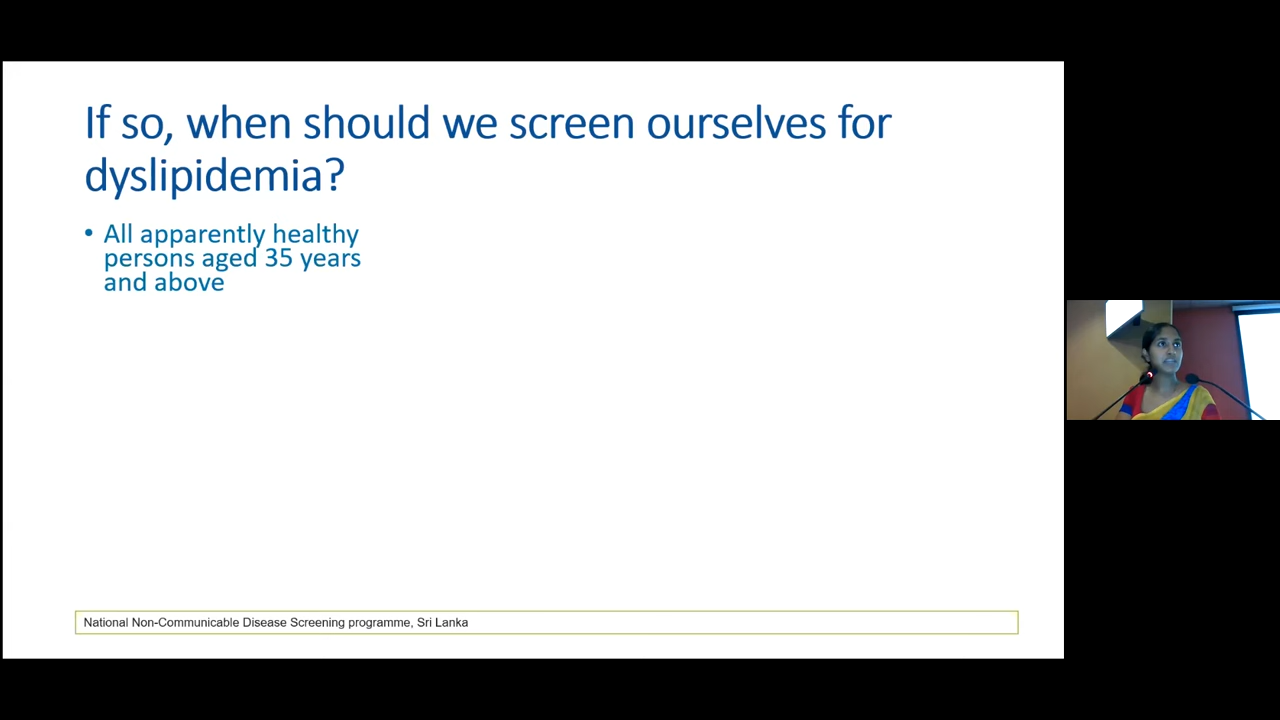 If so, when should we screen ourselves for
dyslipidemia?
• All apparently healthy
persons aged 35 years
and above
National Non-Communicable Disease Screening programme, Sri Lanka